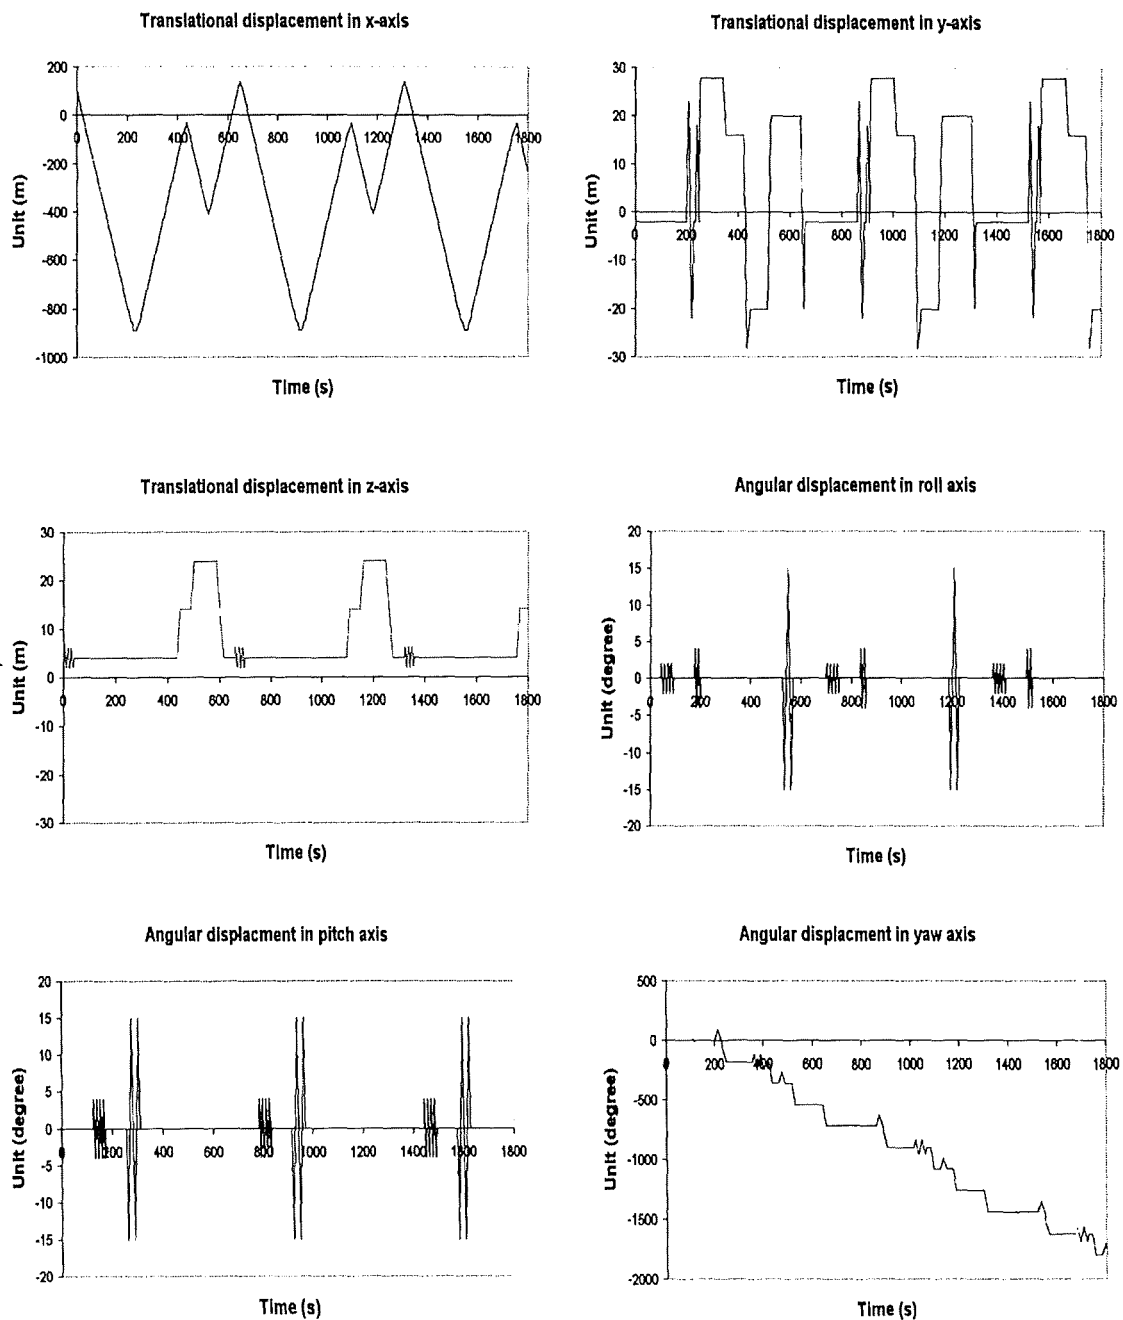 Translational displacement in x-axis
200
0
-200
-400
-600
-800
-1000
0 200 400 600 800 1000 1200 1400 1600 1800
Unit (m)
Time (s)
Translational displacement in y-axis
30
20
10
0
-10
-20
-30
0 200 400 600 800 1000 1200 1400 1600 1800
Unit (m)
Time (s)
Translational displacement in z-axis
30
20
10
0
-10
-20
-30
0 200 400 600 800 1000 1200 1400 1600 1800
Unit (m)
Time (s)
Angular displacement in roll axis
20
15
10
5
0
-5
-10
-15
-20
0 200 400 600 800 1000 1200 1400 1600 1800
Unit (degree)
Time (s)
Angular displacment in pitch axis
20
15
10
5
0
-5
-10
-15
-20
0 200 400 600 800 1000 1200 1400 1600 1800
Unit (degree)
Time (s)
Angular displacment in yaw axis
500
0
-500
-1000
-1500
-2000
0 200 400 600 800 1000 1200 1400 1600 1800
Unit (degree)
Time (s)